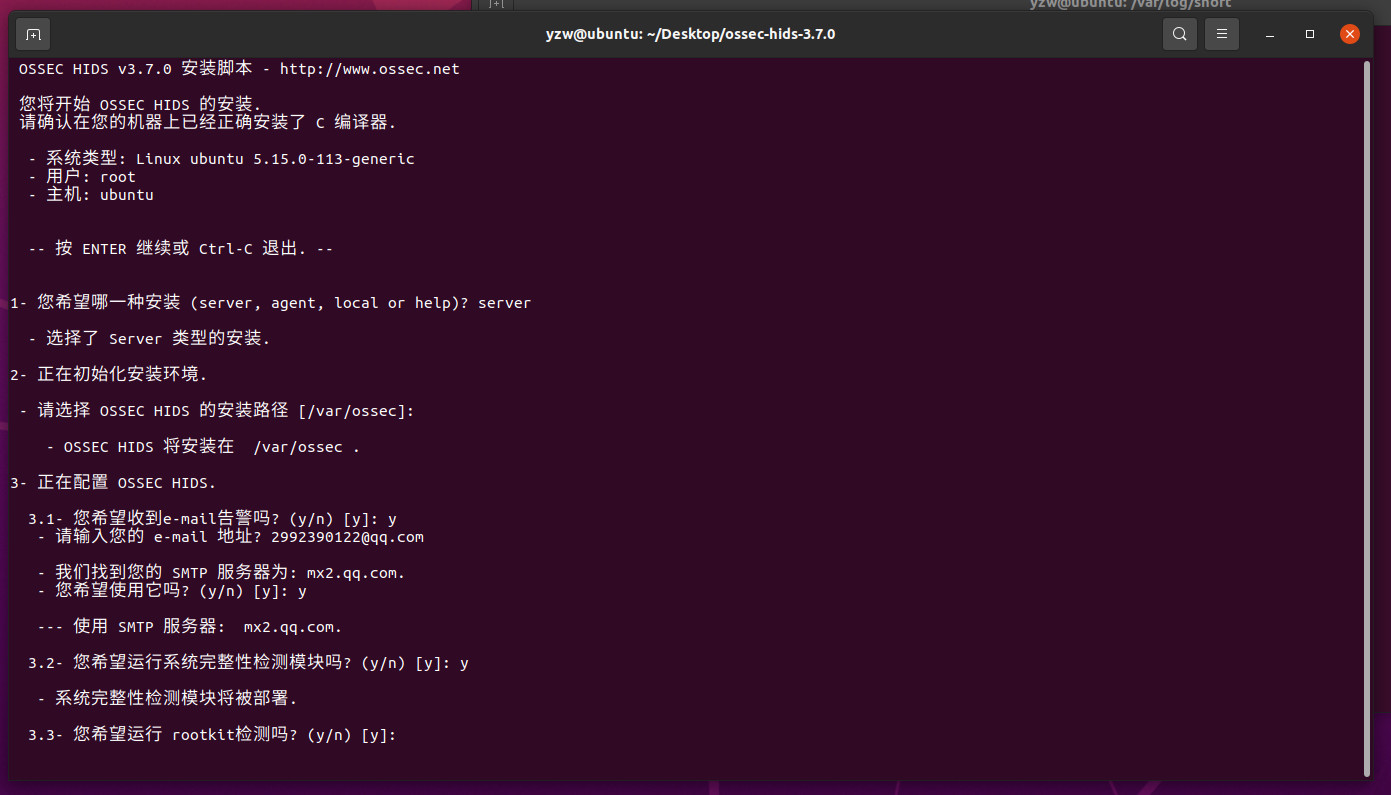 yzw@ubuntu: /var/log/snort
yzw@ubuntu: ~/Desktop/ossec-hids-3.7.0
OSSEC HIDS v3.7.0 安装脚本 - http://www.ossec.net
您将开始 OSSEC HIDS 的安装.
请确认在您的机器上已经正确安装了 C 编译器.
- 系统类型: Linux ubuntu 5.15.0-113-generic
- 用户: root
- 主机: ubuntu
-- 按 ENTER 继续或 Ctrl-C 退出. --
1- 您希望哪一种安装 (server, agent, local or help)? server
- 选择了 Server 类型的安装.
2- 正在初始化安装环境.
- 请选择 OSSEC HIDS 的安装路径 [/var/ossec]:
- OSSEC HIDS 将安装在  /var/ossec .
3- 正在配置 OSSEC HIDS.
3.1- 您希望收到e-mail告警吗? (y/n) [y]: y
- 请输入您的 e-mail 地址? 2992390122@qq.com
- 我们找到您的 SMTP 服务器为: mx2.qq.com.
- 您希望使用它吗? (y/n) [y]: y
--- 使用 SMTP 服务器:  mx2.qq.com.
3.2- 您希望运行系统完整性检测模块吗? (y/n) [y]: y
- 系统完整性检测模块将被部署.
3.3- 您希望运行 rootkit检测吗? (y/n) [y]: